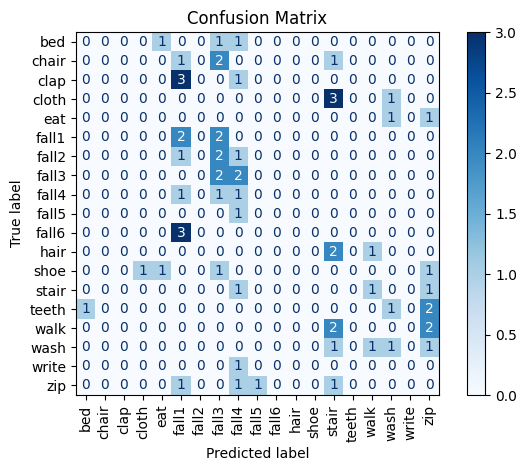 Confusion Matrix
True label
bed 0 0 0 0 1 0 0 1 1 0 0 0 0 0 0 0 0 0 0
chair 0 0 0 0 0 1 0 2 0 0 0 0 0 1 0 0 0 0 0
clap 0 0 0 0 0 3 0 0 1 0 0 0 0 0 0 0 0 0 0
cloth 0 0 0 0 0 0 0 0 0 0 0 0 0 3 0 0 1 0 0
eat 0 0 0 0 0 0 0 0 0 0 0 0 0 0 0 0 1 0 1
fall1 0 0 0 0 0 2 0 2 0 0 0 0 0 0 0 0 0 0 0
fall2 0 0 0 0 0 1 0 2 1 0 0 0 0 0 0 0 0 0 0
fall3 0 0 0 0 0 0 0 2 2 0 0 0 0 0 0 0 0 0 0
fall4 0 0 0 0 0 1 0 1 1 0 0 0 0 0 0 0 0 0 0
fall5 0 0 0 0 0 0 0 0 1 0 0 0 0 0 0 0 0 0 0
fall6 0 0 0 0 0 3 0 0 0 0 0 0 0 0 0 0 0 0 0
hair 0 0 0 0 0 0 0 0 0 0 0 0 0 2 0 1 0 0 0
shoe 0 0 0 1 1 0 0 1 0 0 0 0 0 0 0 0 0 0 1
stair 0 0 0 0 0 0 0 0 1 0 0 0 0 0 0 1 0 0 1
teeth 1 0 0 0 0 0 0 0 0 0 0 0 0 0 0 0 1 0 2
walk 0 0 0 0 0 0 0 0 0 0 0 0 0 2 0 0 0 0 2
wash 0 0 0 0 0 0 0 0 0 0 0 0 0 1 0 1 1 0 1
write 0 0 0 0 0 0 0 0 1 0 0 0 0 0 0 0 0 0 0
zip 0 0 0 0 0 1 0 0 1 1 0 0 0 1 0 0 0 0 0
bed chair clap cloth eat fall1 fall2 fall3 fall4 fall5 fall6 hair shoe stair teeth walk wash write zip
Predicted label
3.0
2.5
2.0
1.5
1.0
0.5
0.0